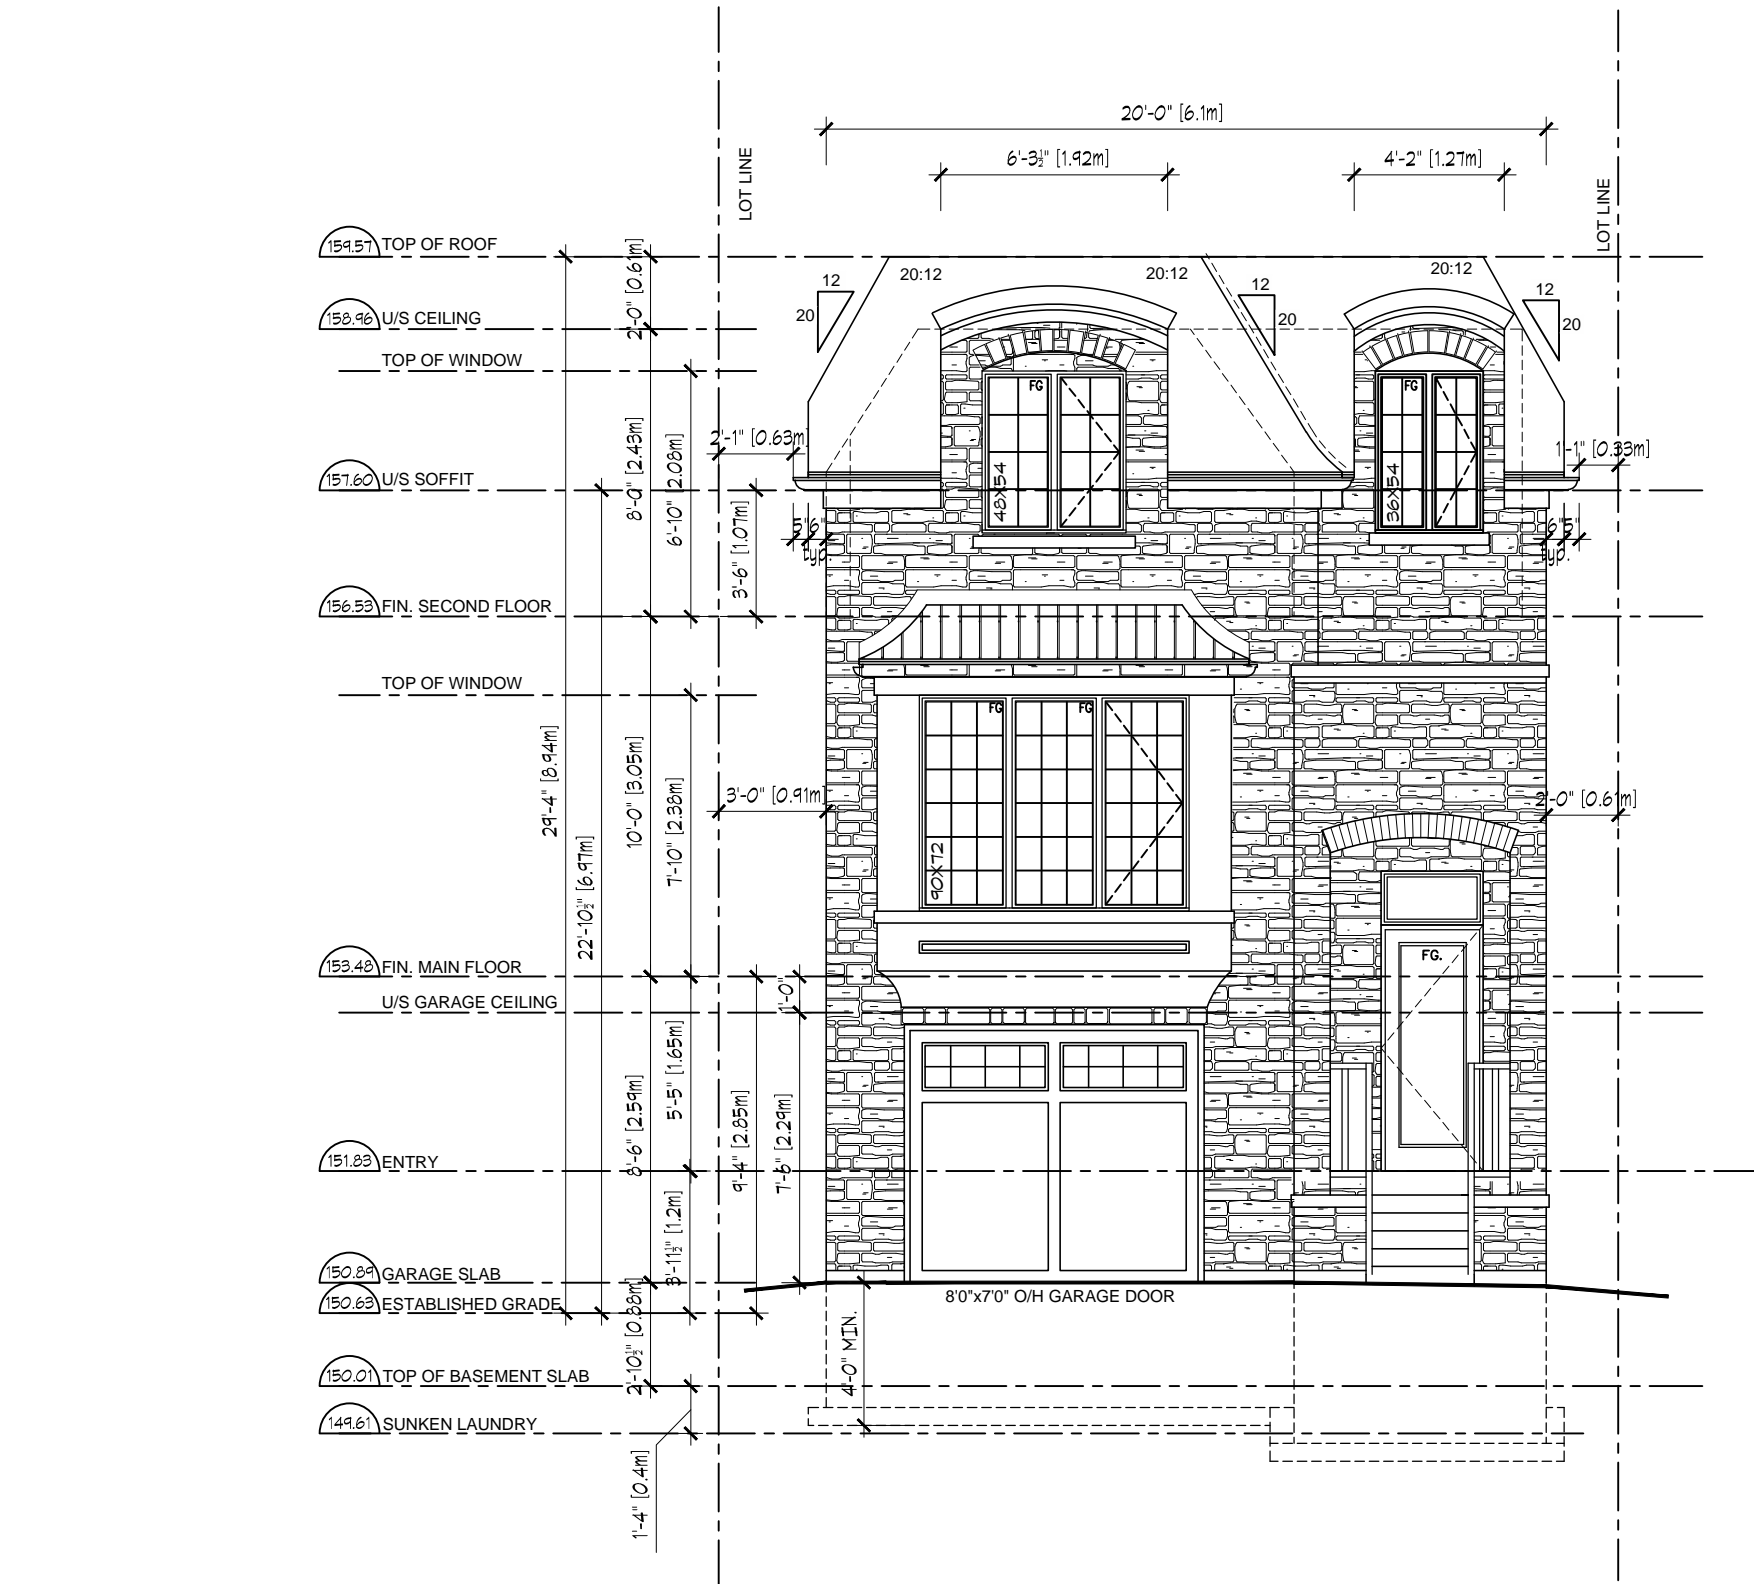 20'-0" [6.1m]
6'-3½" [1.92m]
4'-2" [1.27m]
LOT LINE
LOT LINE
159.57 TOP OF ROOF
2'-0" [0.61m]
20:12
20:12
20:12
12
20
12
20
12
20
158.96 U/S CEILING
TOP OF WINDOW
FG
FG
48X54
36X54
2'-1" [0.63m]
1'-1" [0.33m]
8'-0" [2.43m]
6'-10" [2.08m]
157.60 U/S SOFFIT
3'-6" [1.07m]
5"6"
typ.
6"5"
typ.
156.53 FIN. SECOND FLOOR
TOP OF WINDOW
FG
FG
90X72
29'-4" [8.94m]
22'-10½" [6.97m]
10'-0" [3.05m]
7'-10" [2.38m]
3'-0" [0.91m]
2'-0" [0.61m]
FG.
153.48 FIN. MAIN FLOOR
1'-0"
U/S GARAGE CEILING
8'-6" [2.59m]
5'-5" [1.65m]
9'-4" [2.85m]
7'-6" [2.29m]
151.83 ENTRY
3'-11½" [1.2m]
150.89 GARAGE SLAB
150.63 ESTABLISHED GRADE
8'0"x7'0" O/H GARAGE DOOR
2'-10½" [0.88m]
4'-0" MIN.
150.01 TOP OF BASEMENT SLAB
149.61 SUNKEN LAUNDRY
1'-4" [0.4m]